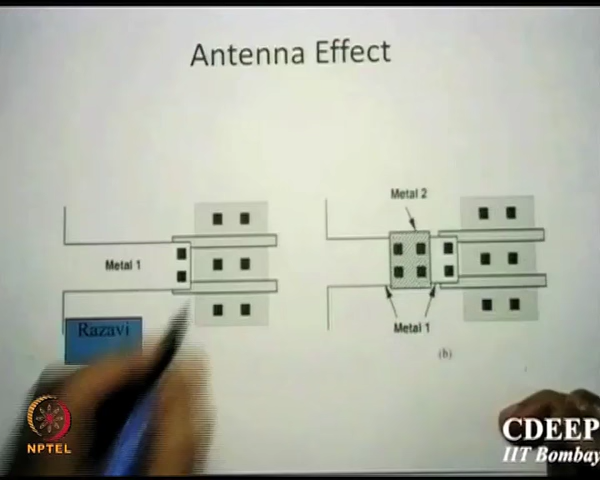 Antenna Effect
Metal 2
Metal 1
Razavi
Metal 1
(b)
NPTEL
CDEEP
IIT Bombay